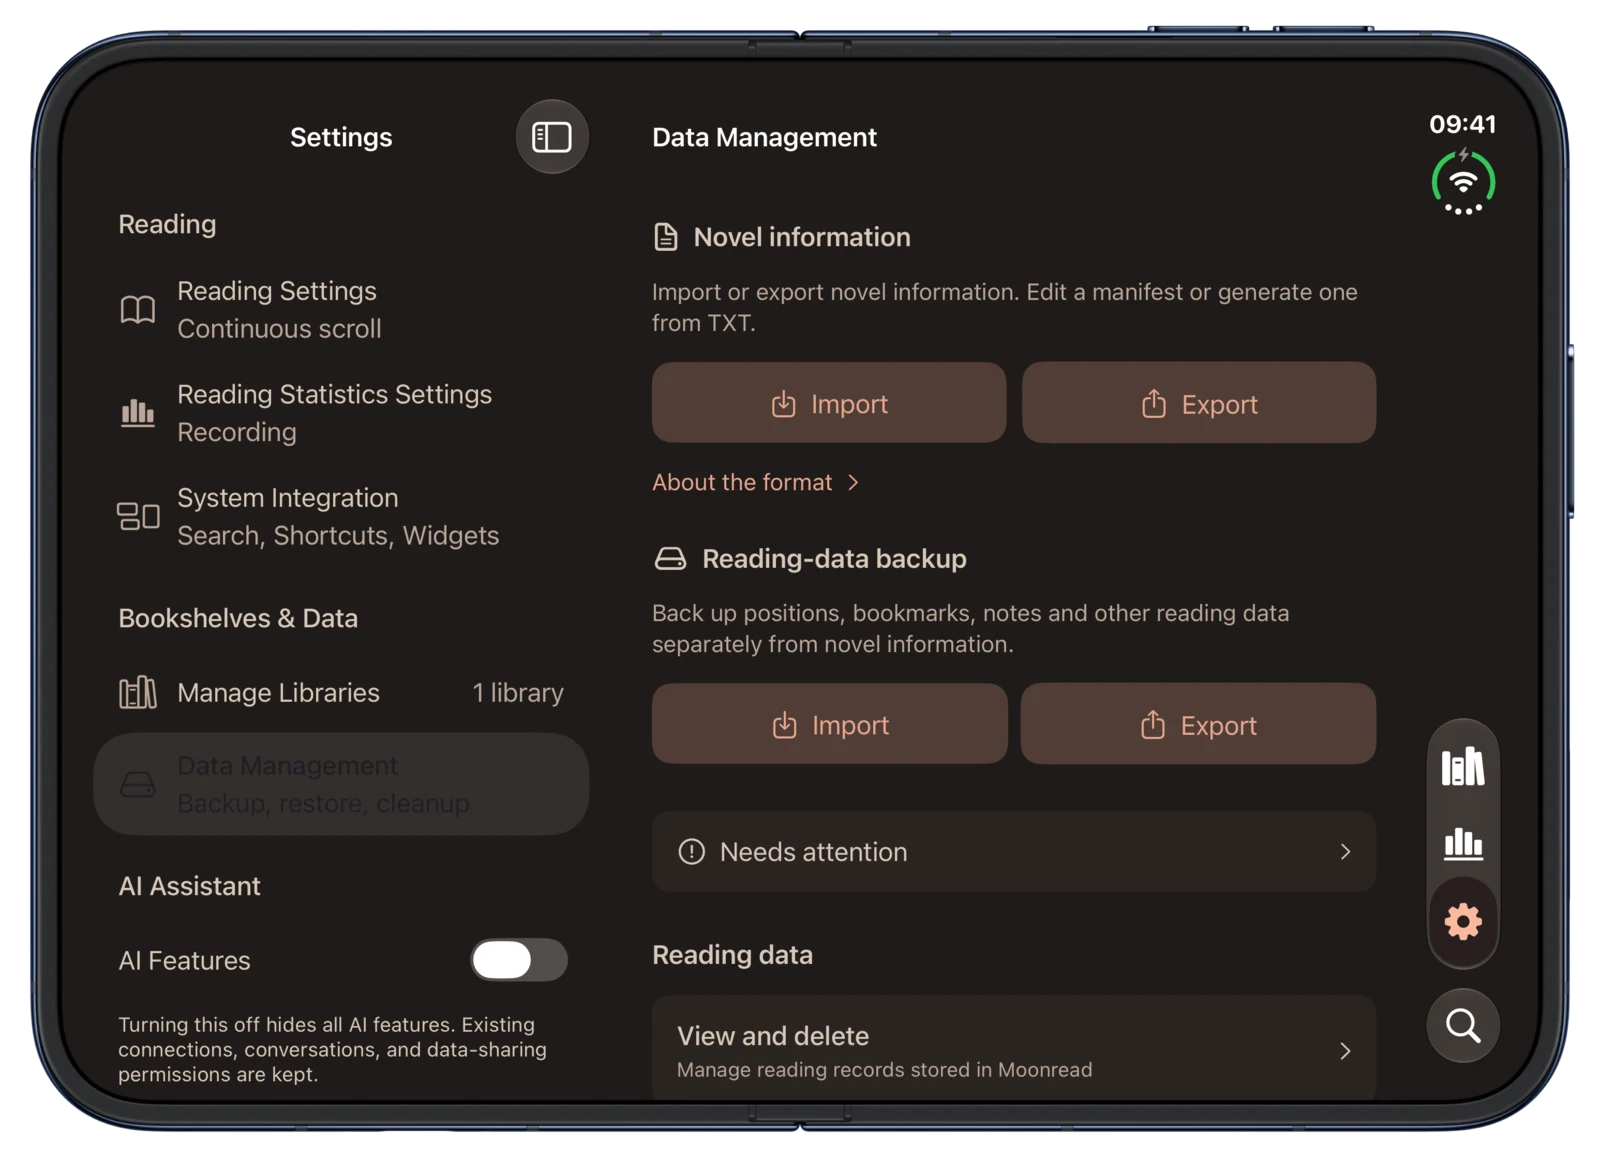 Settings
Reading
Reading Settings
Continuous scroll
Reading Statistics Settings
Recording
System Integration
Search, Shortcuts, Widgets
Bookshelves & Data
Manage Libraries
1 library
Data Management
Backup, restore, cleanup
AI Assistant
AI Features
Turning this off hides all AI features. Existing
connections, conversations, and data-sharing
permissions are kept.
Data Management
Novel information
Import or export novel information. Edit a manifest or generate one
from TXT.
Import
Export
About the format
Reading-data backup
Back up positions, bookmarks, notes and other reading data
separately from novel information.
Import
Export
Needs attention
Reading data
View and delete
Manage reading records stored in Moonread
09:41